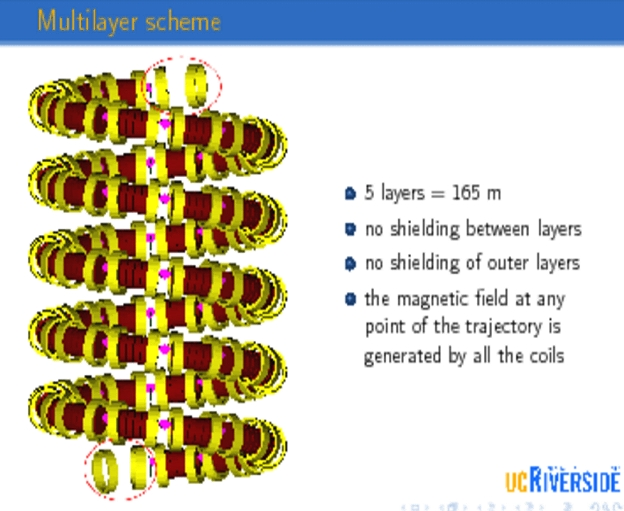 Multilayer scheme
5 layers = 165 m
no shielding between layers
no shielding of outer layers
the magnetic field at any
point of the trajectory is
generated by all the coils
UCRIVERSIDE